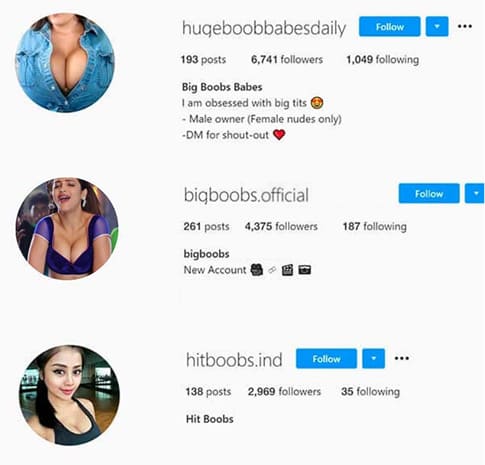 hugeboobbabesdaily Follow
193 posts 6,741 followers 1,049 following
Big Boobs Babes
I am obsessed with big tits
- Male owner (Female nudes only)
-DM for shout-out
bigboobs.official Follow
261 posts 4,375 followers 187 following
bigboobs
New Account
hitboobs.ind Follow
138 posts 2,969 followers 35 following
Hit Boobs